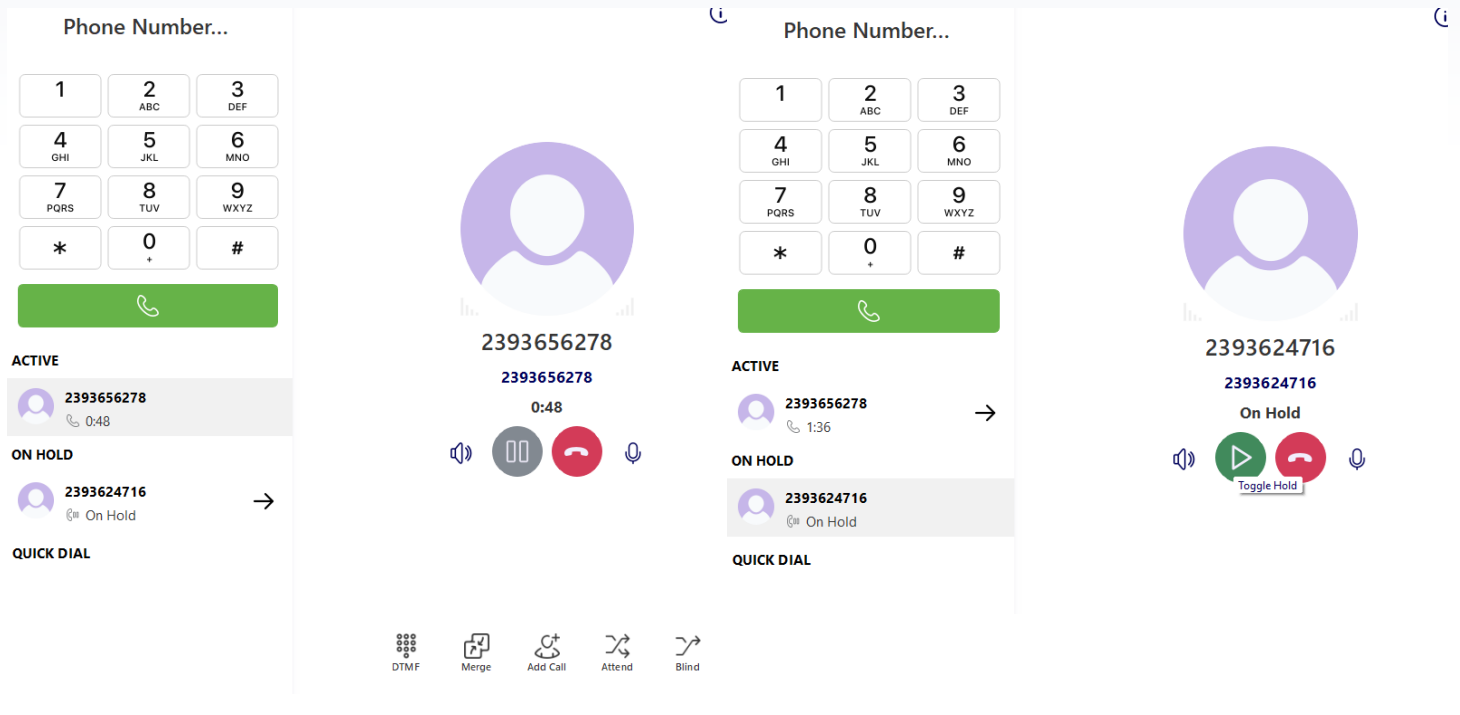 Phone Number...
1
2
ABC
3
DEF
4
GHI
5
JKL
6
MNO
7
PQRS
8
TUV
9
WXYZ
*
0
+
#
ACTIVE
2393656278
0:48
ON HOLD
2393624716
On Hold
QUICK DIAL
2393656278
2393656278
0:48
DTMF
Merge
Add Call
Attend
Blind
Phone Number...
1
2
ABC
3
DEF
4
GHI
5
JKL
6
MNO
7
PQRS
8
TUV
9
WXYZ
*
0
+
#
ACTIVE
2393656278
1:36
ON HOLD
2393624716
On Hold
QUICK DIAL
2393624716
2393624716
On Hold
Toggle Hold